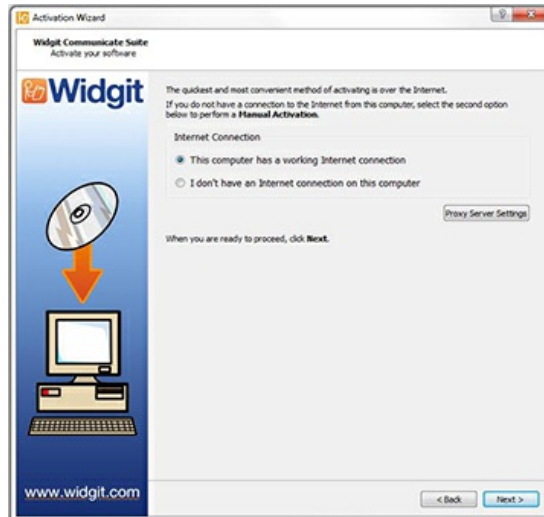 Activation Wizard
Widgit Communicate Suite
Activate your software
Widgit
The quickest and most convenient method of activating is over the Internet.
If you do not have a connection to the Internet from this computer, select the second option
below to perform a Manual Activation.
Internet Connection
This computer has a working Internet connection
I don't have an Internet connection on this computer
Proxy Server Settings
When you are ready to proceed, click Next.
www.widgit.com
< Back
Next >